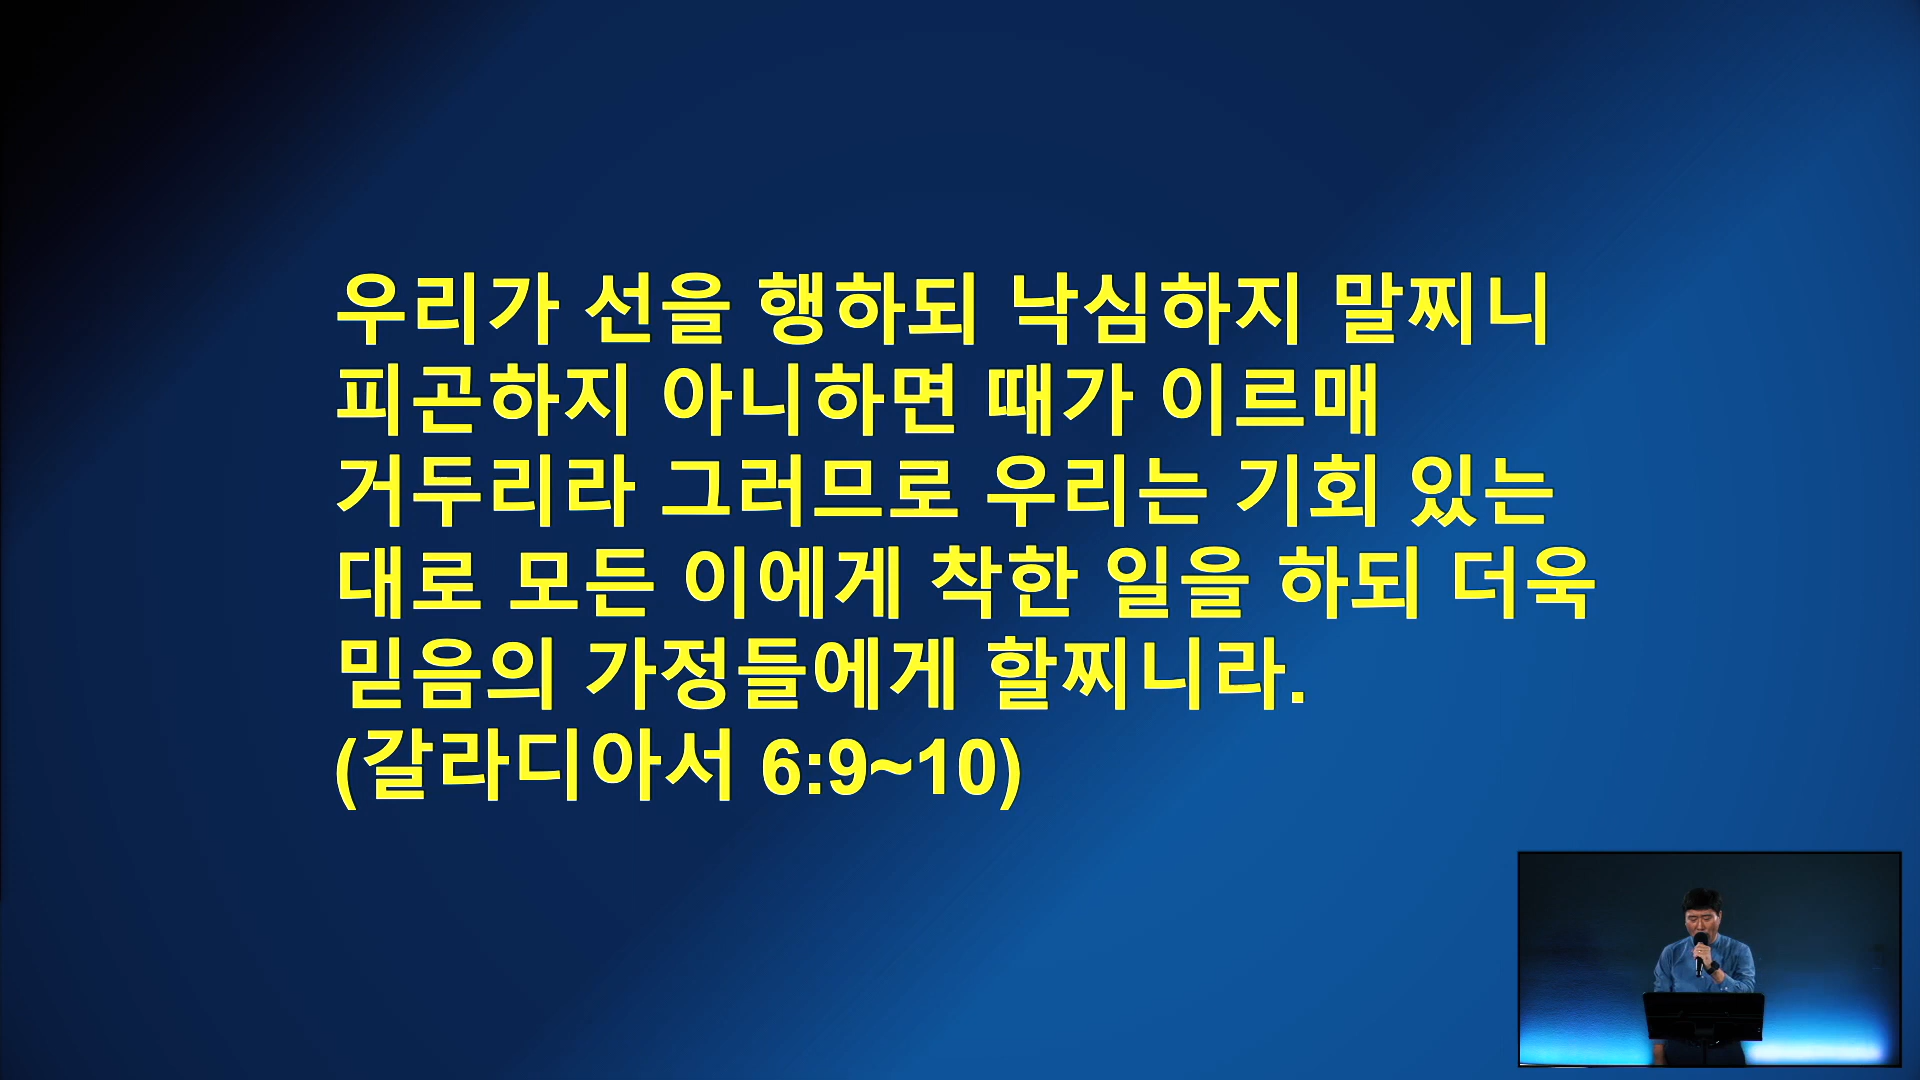 우리가 선을 행하되 낙심하지 말찌니
피곤하지 아니하면 때가 이르매
거두리라 그러므로 우리는 기회 있는
대로 모든 이에게 착한 일을 하되 더욱
믿음의 가정들에게 할찌니라.
(갈라디아서 6:9~10)